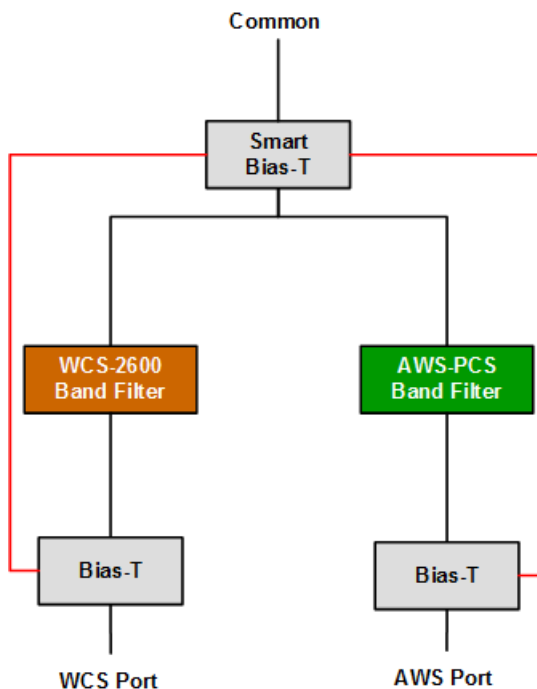 Common
Smart
Bias-T
WCS-2600
Band Filter
AWS-PCS
Band Filter
Bias-T
Bias-T
WCS Port
AWS Port